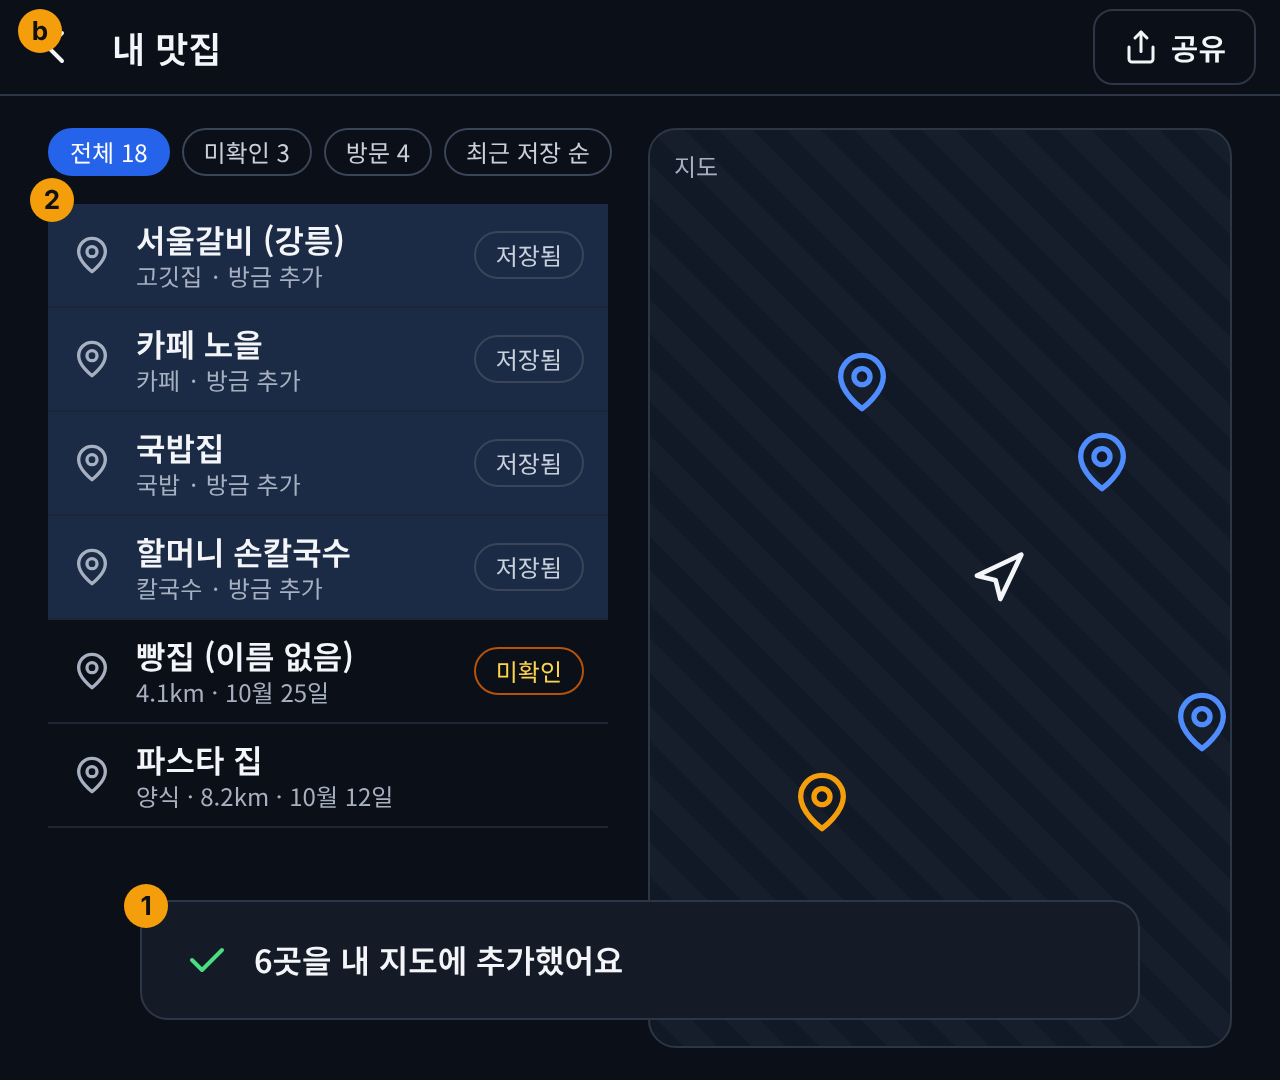 b
내 맛집
공유
전체 18
미확인 3
방문 4
최근 저장 순
2
서울갈비 (강릉)
고깃집 · 방금 추가
저장됨
카페 노을
카페 · 방금 추가
저장됨
국밥집
국밥 · 방금 추가
저장됨
할머니 손칼국수
칼국수 · 방금 추가
저장됨
빵집 (이름 없음)
4.1km · 10월 25일
미확인
파스타 집
양식 · 8.2km · 10월 12일
지도
1
6곳을 내 지도에 추가했어요